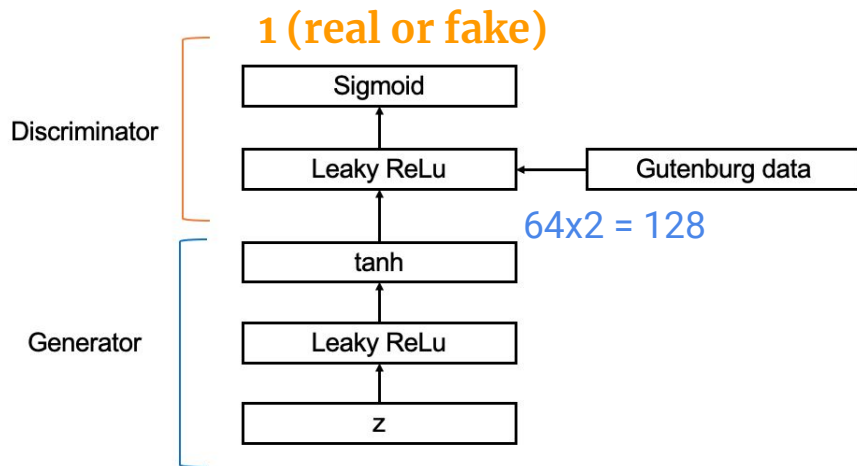 1 (real or fake)
Sigmoid
Discriminator
Leaky ReLu
Gutenburg data
64x2 = 128
tanh
Generator
Leaky ReLu
z